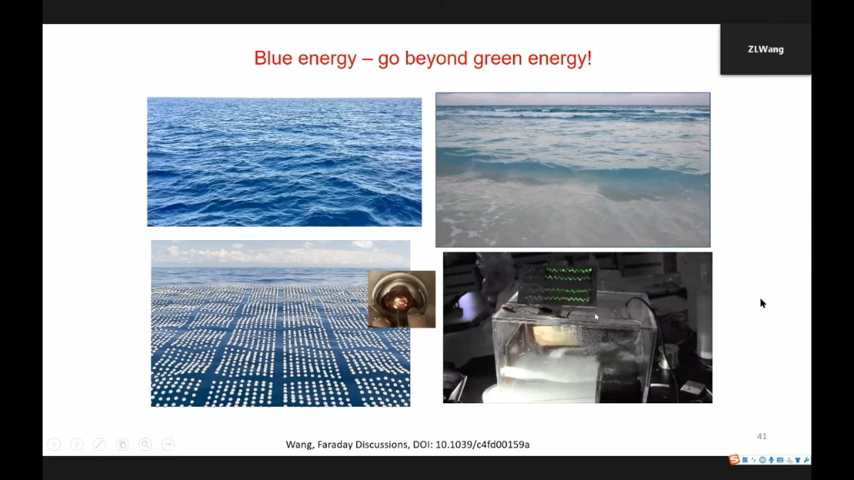 Blue energy – go beyond green energy!
ZLWang
Wang, Faraday Discussions, DOI: 10.1039/c4fd00159a
41